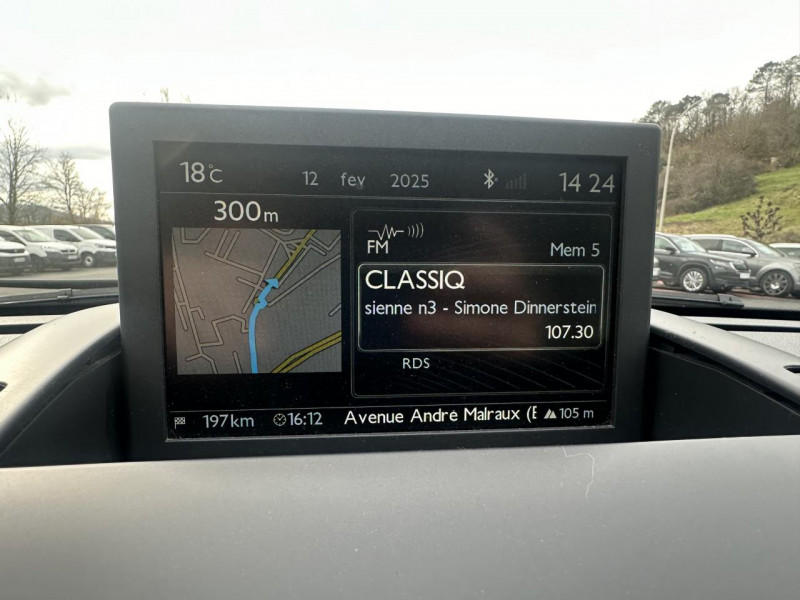 18°C 12 fev 2025 14 24
300m
FM Mem 5
CLASSIQ
sienne n3 - Simone Dinnerstein
107.30
RDS
197km 16:12 Avenue André Malraux (E 105 m